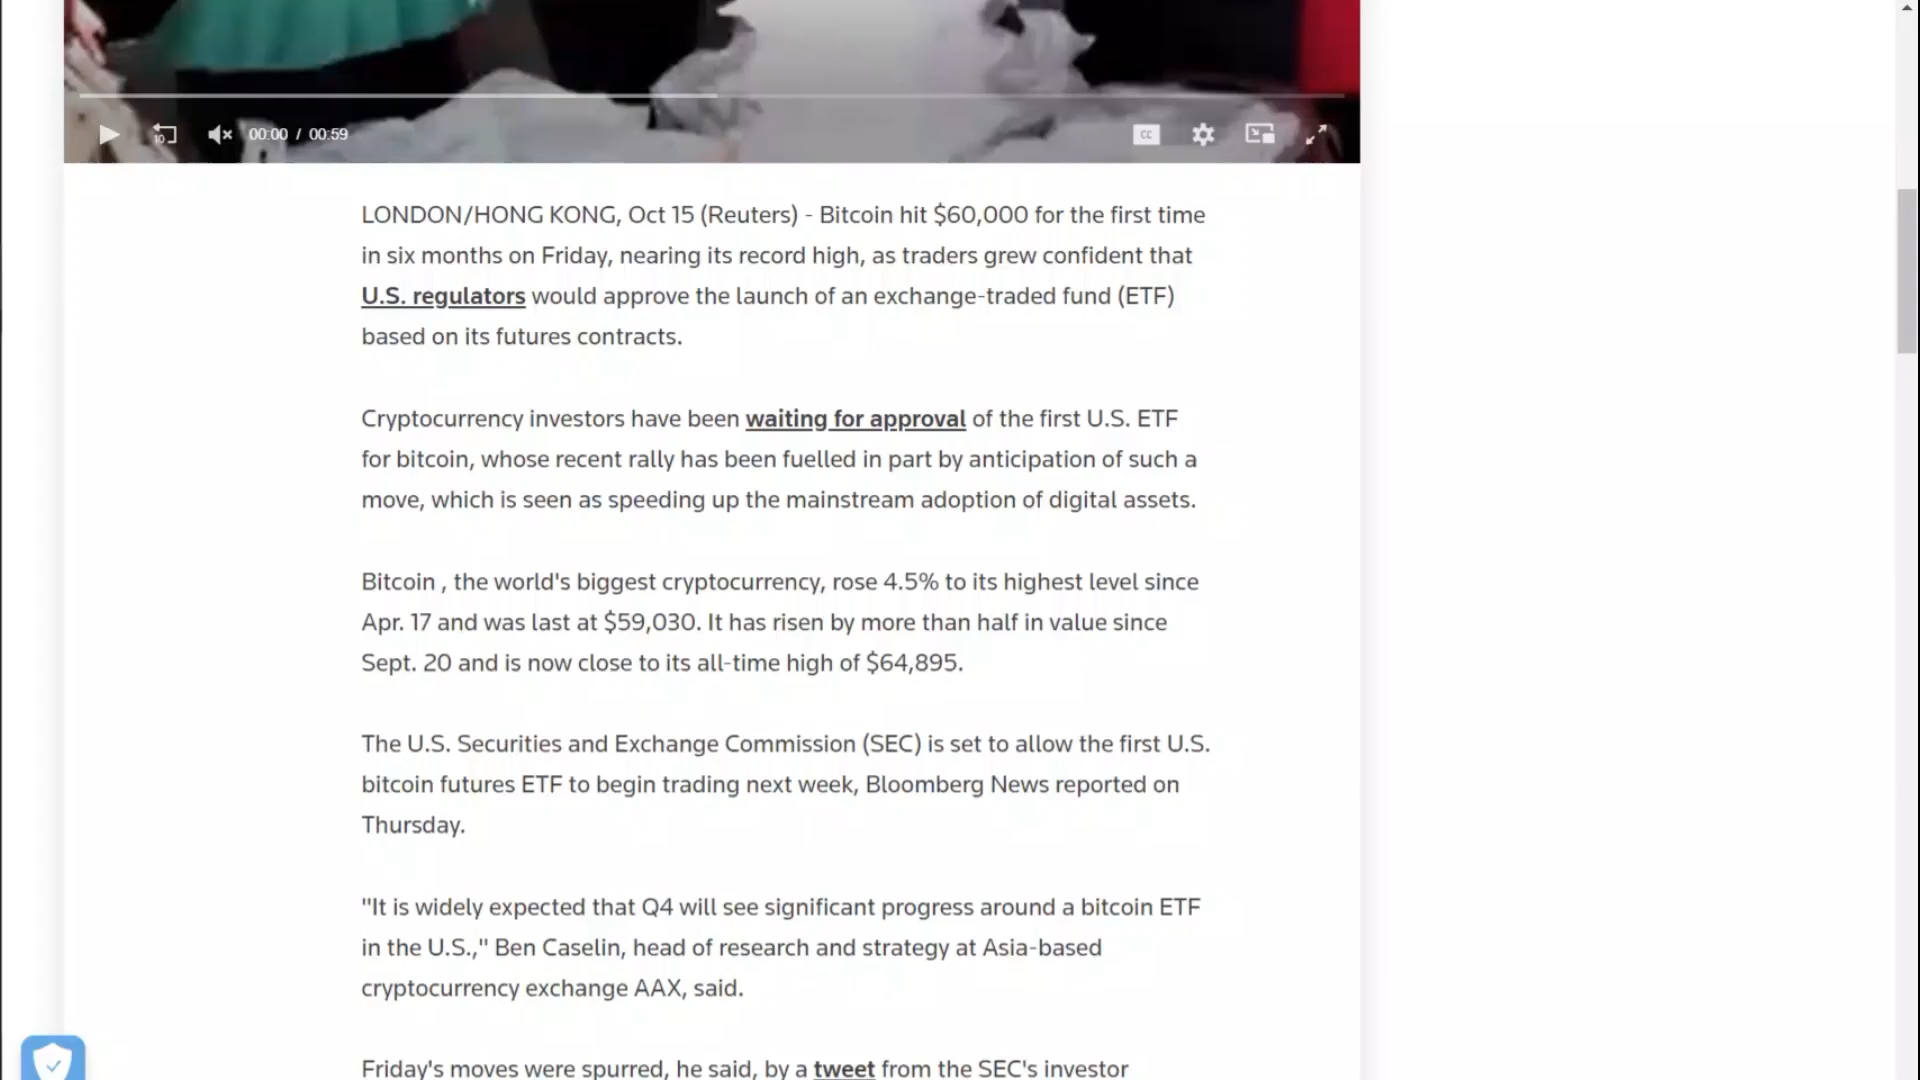 00:00 / 00:59
CC
10
LONDON/HONG KONG, Oct 15 (Reuters) - Bitcoin hit $60,000 for the first time
in six months on Friday, nearing its record high, as traders grew confident that
U.S. regulators would approve the launch of an exchange-traded fund (ETF)
based on its futures contracts.
Cryptocurrency investors have been waiting for approval of the first U.S. ETF
for bitcoin, whose recent rally has been fuelled in part by anticipation of such a
move, which is seen as speeding up the mainstream adoption of digital assets.
Bitcoin , the world's biggest cryptocurrency, rose 4.5% to its highest level since
Apr. 17 and was last at $59,030. It has risen by more than half in value since
Sept. 20 and is now close to its all-time high of $64,895.
The U.S. Securities and Exchange Commission (SEC) is set to allow the first U.S.
bitcoin futures ETF to begin trading next week, Bloomberg News reported on
Thursday.
"It is widely expected that Q4 will see significant progress around a bitcoin ETF
in the U.S.," Ben Caselin, head of research and strategy at Asia-based
cryptocurrency exchange AAX, said.
Friday's moves were spurred, he said, by a tweet from the SEC's investor